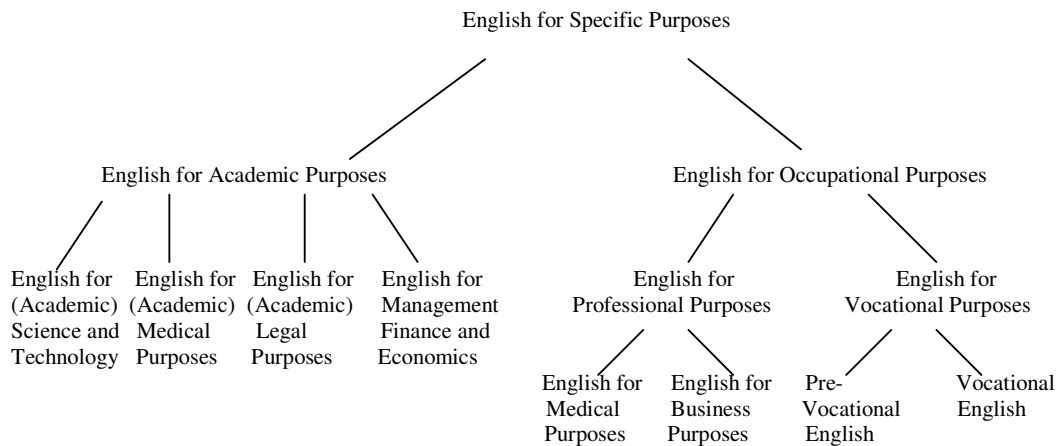 English for Specific Purposes
English for Academic Purposes
English for Occupational Purposes
English for
(Academic)
Science and
Technology
English for
(Academic)
Medical
Purposes
English for
(Academic)
Legal
Purposes
English for
Management
Finance and
Economics
English for
Professional Purposes
English for
Vocational Purposes
English for
Medical
Purposes
English for
Business
Purposes
Pre-
Vocational
English
Vocational
English